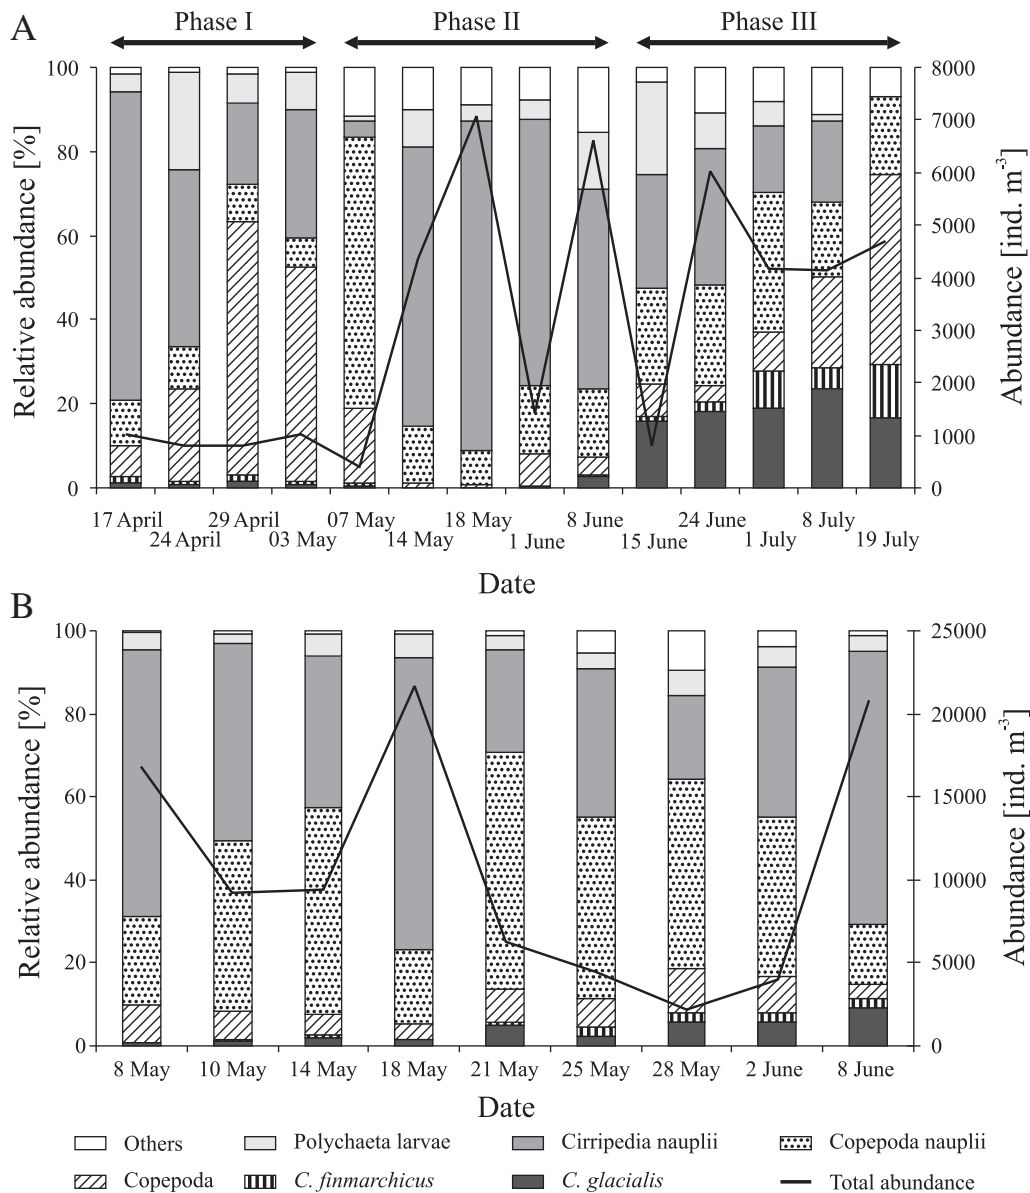 A
Phase I Phase II Phase III
Relative abundance [%]
100
80
60
40
20
0
8000
7000
6000
5000
4000
3000
2000
1000
0
Abundance [ind. m-3]
17 April 29 April 07 May 18 May 8 June 24 June 8 July
24 April 03 May 14 May 1 June 15 June 1 July 19 July
Date
B
Relative abundance [%]
100
80
60
40
20
0
25000
20000
15000
10000
5000
0
Abundance [ind. m-3]
8 May 10 May 14 May 18 May 21 May 25 May 28 May 2 June 8 June
Date
Others Polychaeta larvae Cirripedia nauplii Copepoda nauplii
Copepoda C. finmarchicus C. glacialis Total abundance